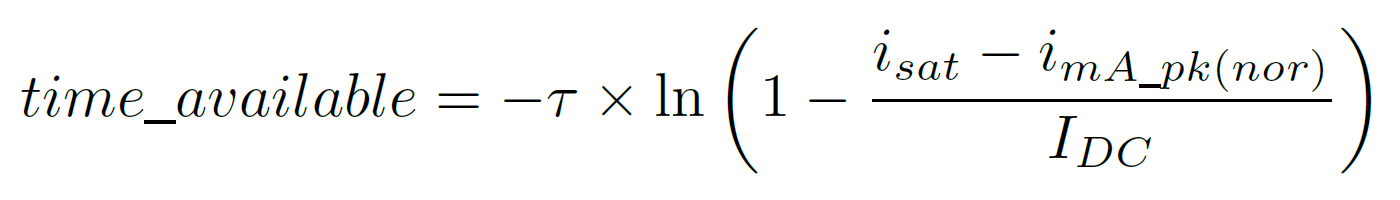 time_available = −τ × ln(1 − (i_sat − i_mA_pk(nor)) / I_DC)